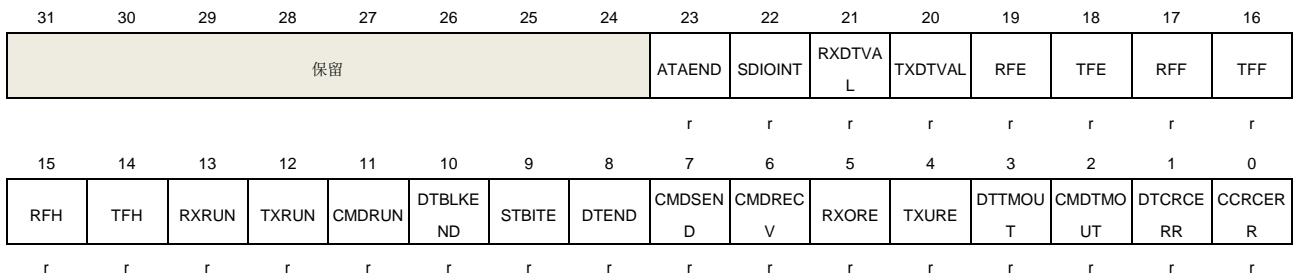 31 30 29 28 27 26 25 24 23 22 21 20 19 18 17 16
保留 ATAEND SDIOINT RXDTVA TXDTVAL RFE TFE RFF TFF
L
r r r r r r r r
15 14 13 12 11 10 9 8 7 6 5 4 3 2 1 0
RFH TFH RXRUN TXRUN CMDRUN DTBLKE STBITE DTEND CMDSEN CMDREC RXORE TXURE DTTMOU CMDTMO DTCRCE CCRCER
ND D V T UT RR R
r r r r r r r r r r r r r r r r